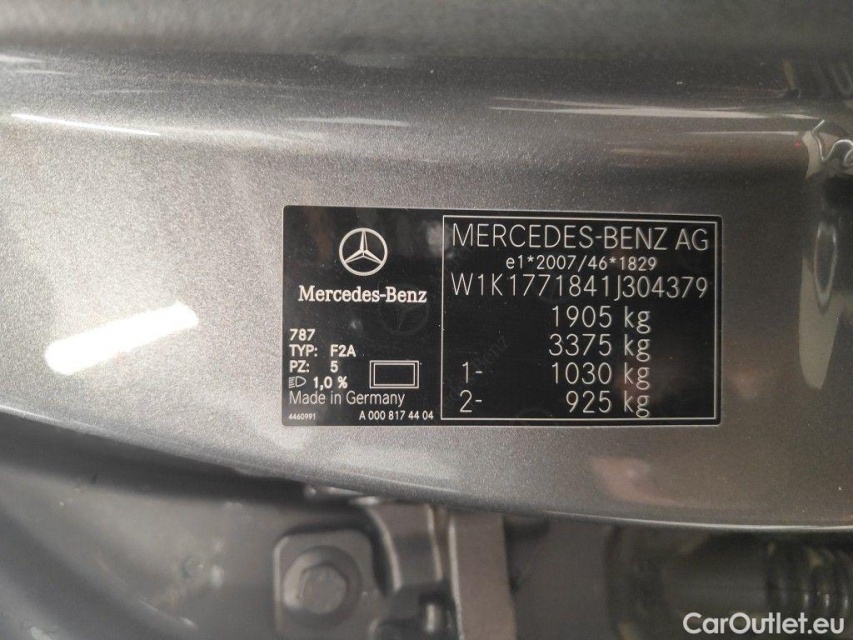 Mercedes-Benz
787
TYP: F2A
PZ: 5
1,0 %
Made in Germany
4460991 A 000 817 44 04
MERCEDES-BENZ AG
e1*2007/46*1829
W1K1771841J304379
1905 kg
3375 kg
1- 1030 kg
2- 925 kg
CarOutlet.eu